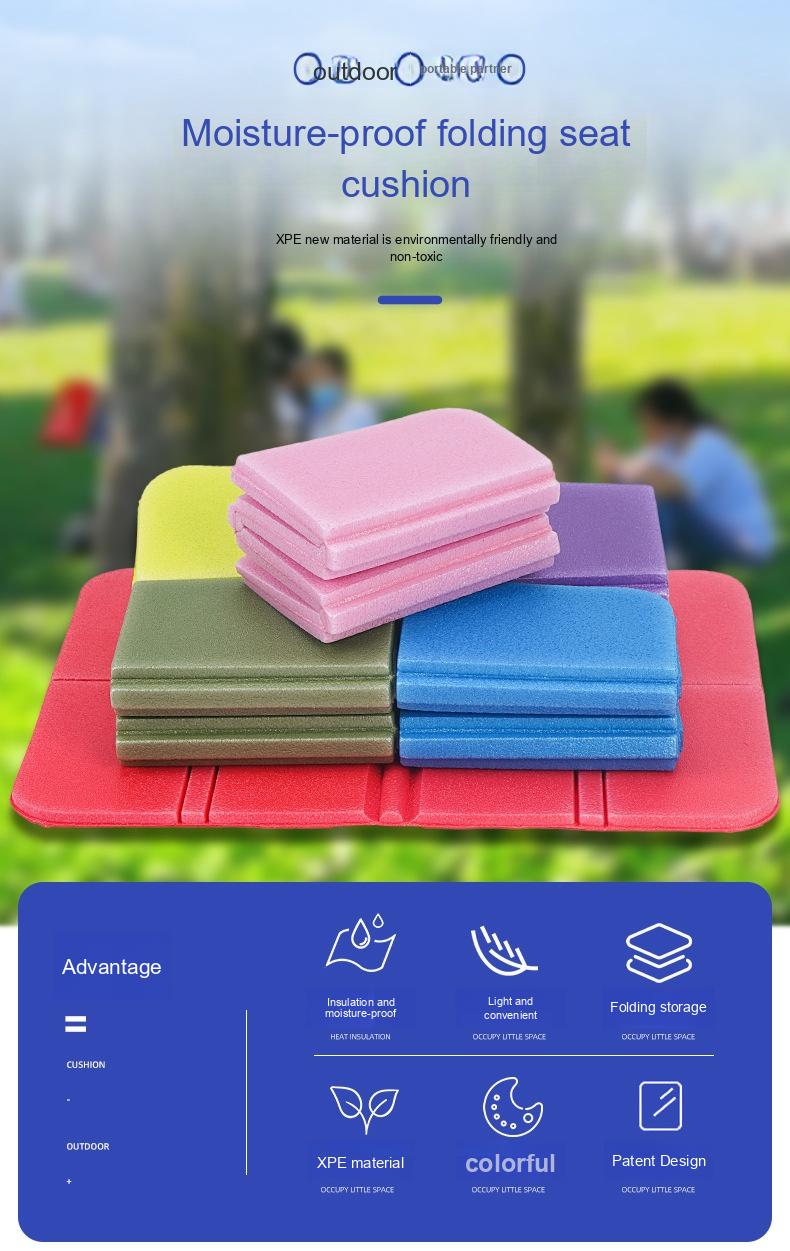 outdoor portable partner
Moisture-proof folding seat
cushion
XPE new material is environmentally friendly and
non-toxic
Advantage
CUSHION
-
OUTDOOR
+
Insulation and
moisture-proof
HEAT INSULATION
Light and
convenient
OCCUPY LITTLE SPACE
Folding storage
OCCUPY LITTLE SPACE
XPE material
OCCUPY LITTLE SPACE
colorful
OCCUPY LITTLE SPACE
Patent Design
OCCUPY LITTLE SPACE